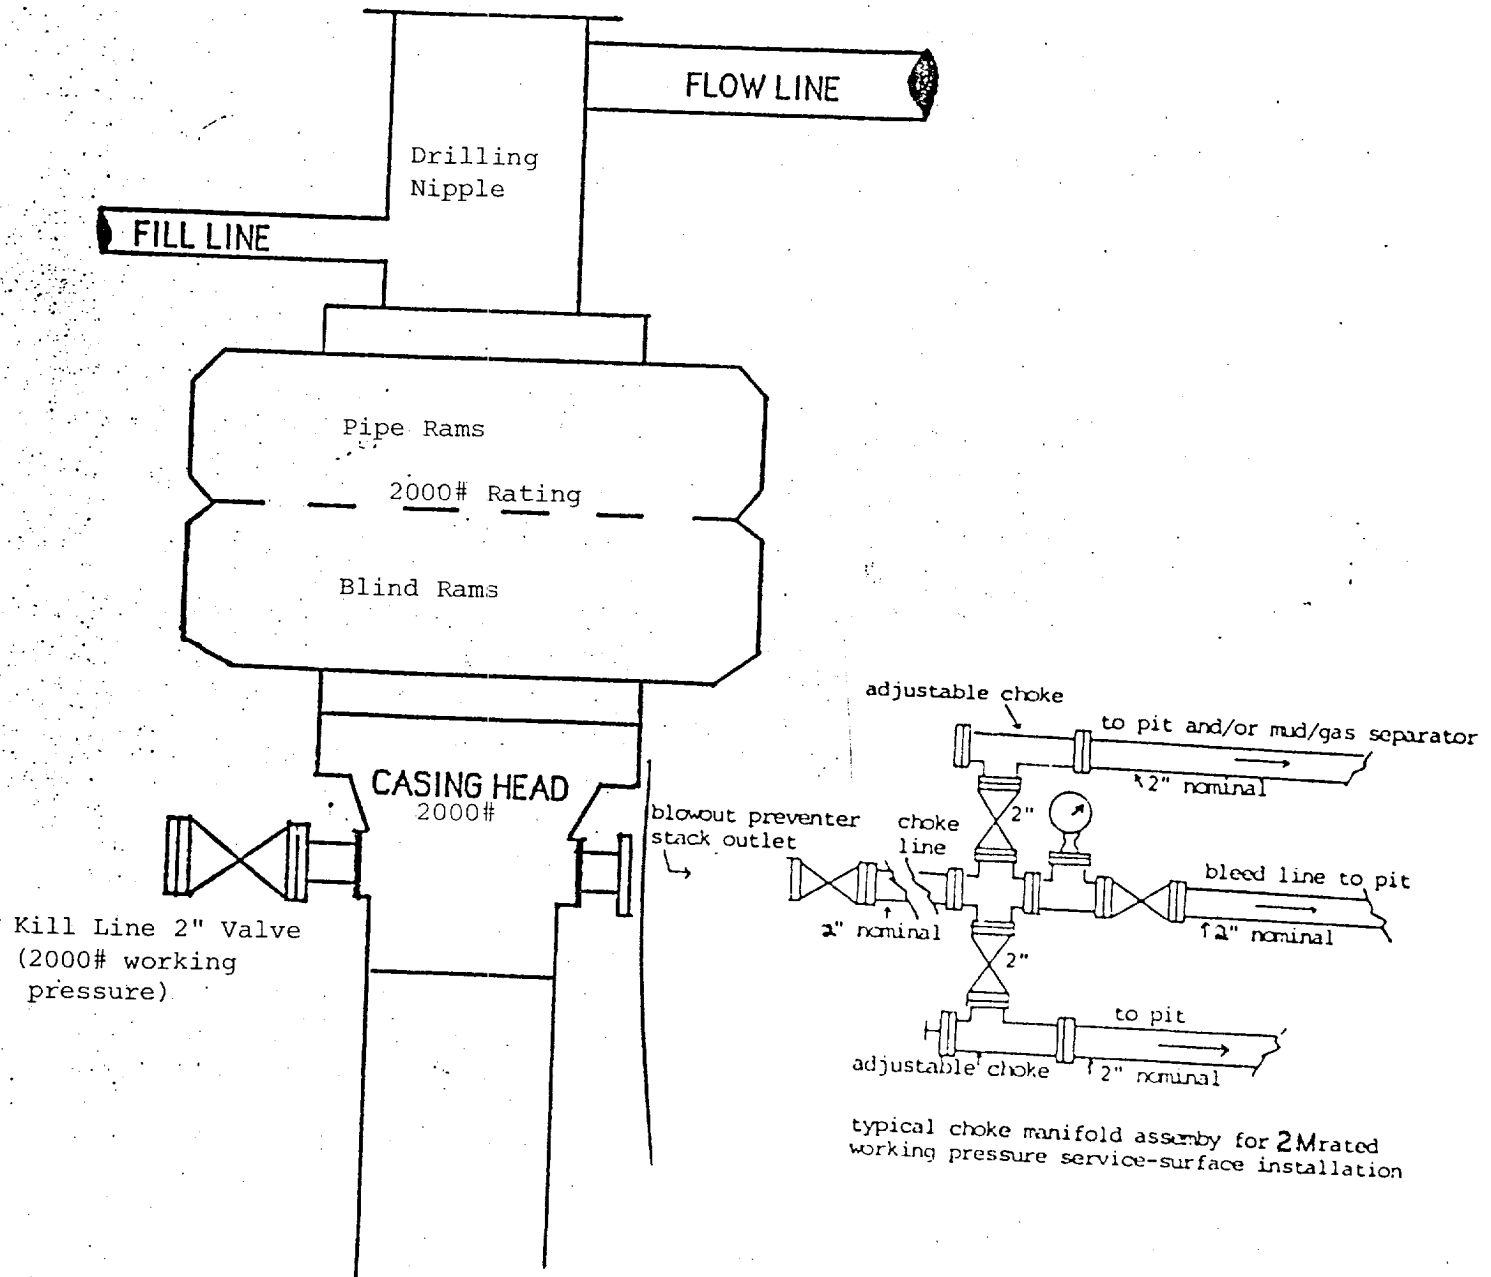 FLOW LINE
Drilling
Nipple
FILL LINE
Pipe Rams
2000# Rating
Blind Rams
CASING HEAD
2000#
Kill Line 2" Valve
(2000# working
pressure)
blowout preventer
stack outlet
adjustable choke
to pit and/or mud/gas separator
2" nominal
2"
choke
line
bleed line to pit
2" nominal
2" nominal
2"
to pit
adjustable choke
2" nominal
typical choke manifold assemby for 2M rated
working pressure service-surface installation